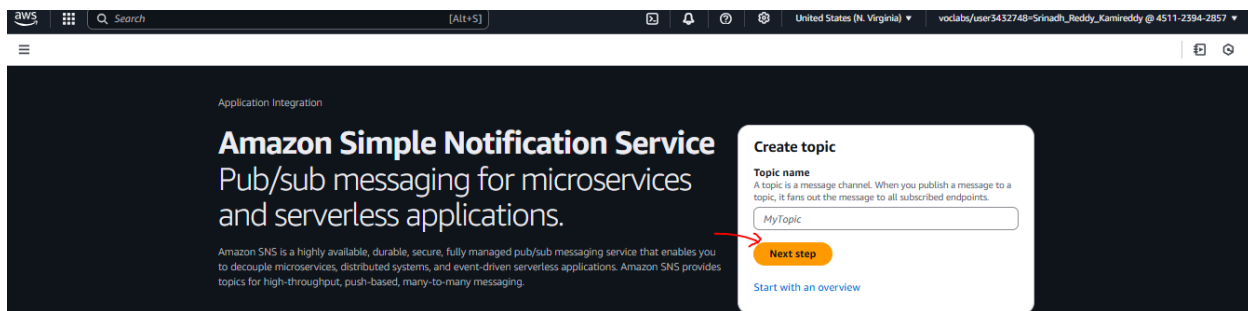 aws
Search
[Alt+S]
United States (N. Virginia) ▼
voclabs/user3432748=Srinadh_Reddy_Kamireddy @ 4511-2394-2857 ▼
Application Integration
Amazon Simple Notification Service
Pub/sub messaging for microservices
and serverless applications.
Amazon SNS is a highly available, durable, secure, fully managed pub/sub messaging service that enables you
to decouple microservices, distributed systems, and event-driven serverless applications. Amazon SNS provides
topics for high-throughput, push-based, many-to-many messaging.
Create topic
Topic name
A topic is a message channel. When you publish a message to a
topic, it fans out the message to all subscribed endpoints.
MyTopic
Next step
Start with an overview